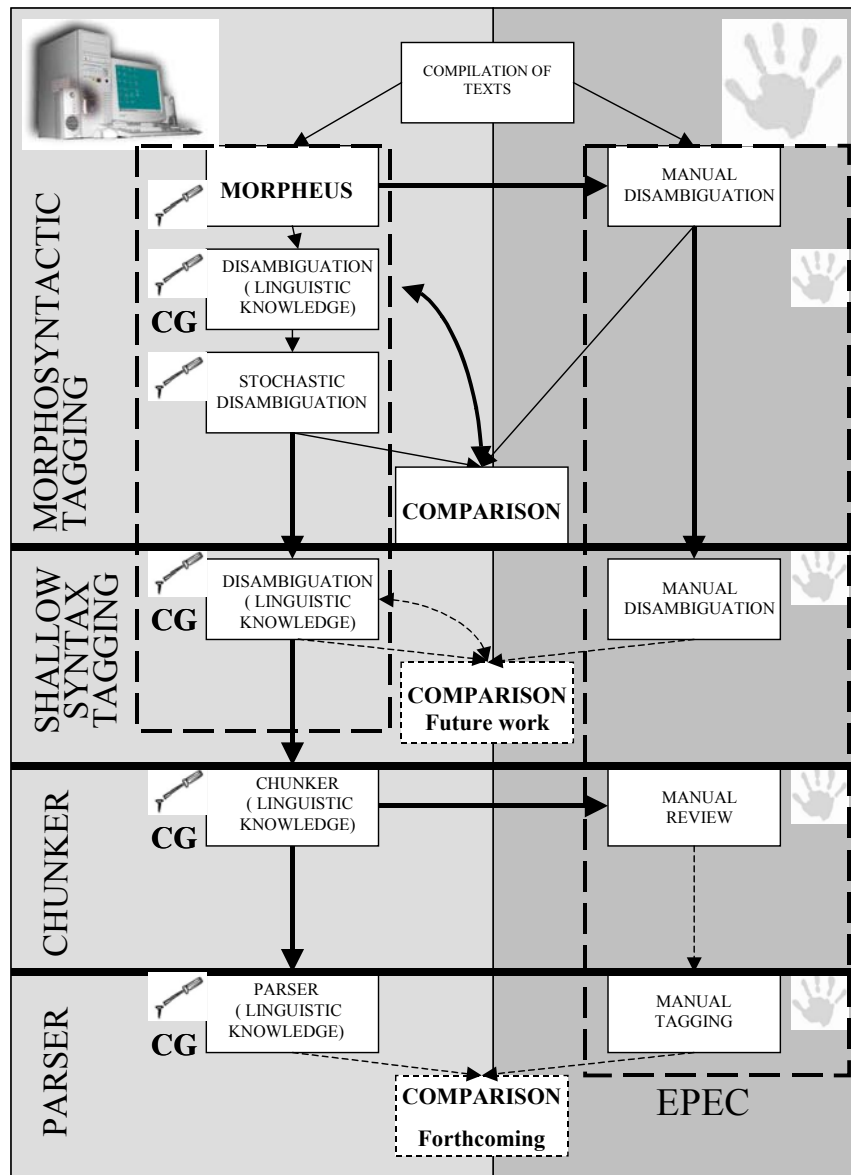 COMPILATION OF
TEXTS
MORPHOSYNTACTIC
TAGGING
MORPHEUS
MANUAL
DISAMBIGUATION
DISAMBIGUATION
( LINGUISTIC
KNOWLEDGE)
CG
STOCHASTIC
DISAMBIGUATION
COMPARISON
SHALLOW
SYNTAX
TAGGING
DISAMBIGUATION
( LINGUISTIC
KNOWLEDGE)
CG
MANUAL
DISAMBIGUATION
COMPARISON
Future work
CHUNKER
CHUNKER
( LINGUISTIC
KNOWLEDGE)
CG
MANUAL
REVIEW
PARSER
PARSER
( LINGUISTIC
KNOWLEDGE)
CG
MANUAL
TAGGING
COMPARISON
Forthcoming
EPEC